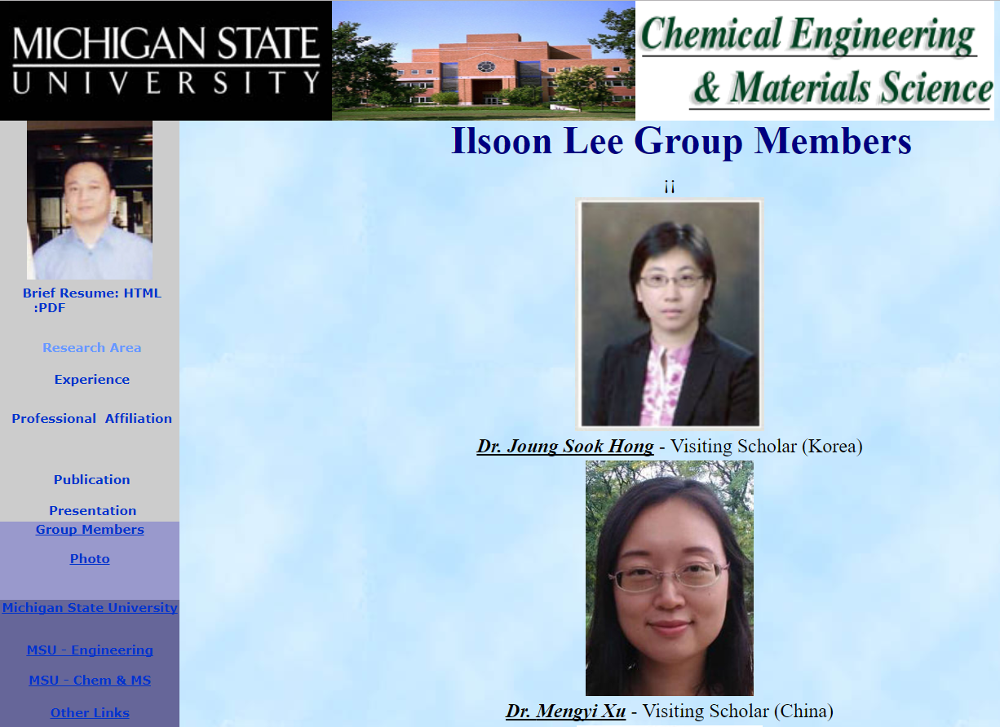 MICHIGAN STATE
UNIVERSITY
Chemical Engineering
& Materials Science
Brief Resume: HTML
:PDF
Research Area
Experience
Professional Affiliation
Publication
Presentation
Group Members
Photo
Michigan State University
MSU - Engineering
MSU - Chem & MS
Other Links
Ilsoon Lee Group Members
¡¡
Dr. Joung Sook Hong - Visiting Scholar (Korea)
Dr. Mengyi Xu - Visiting Scholar (China)